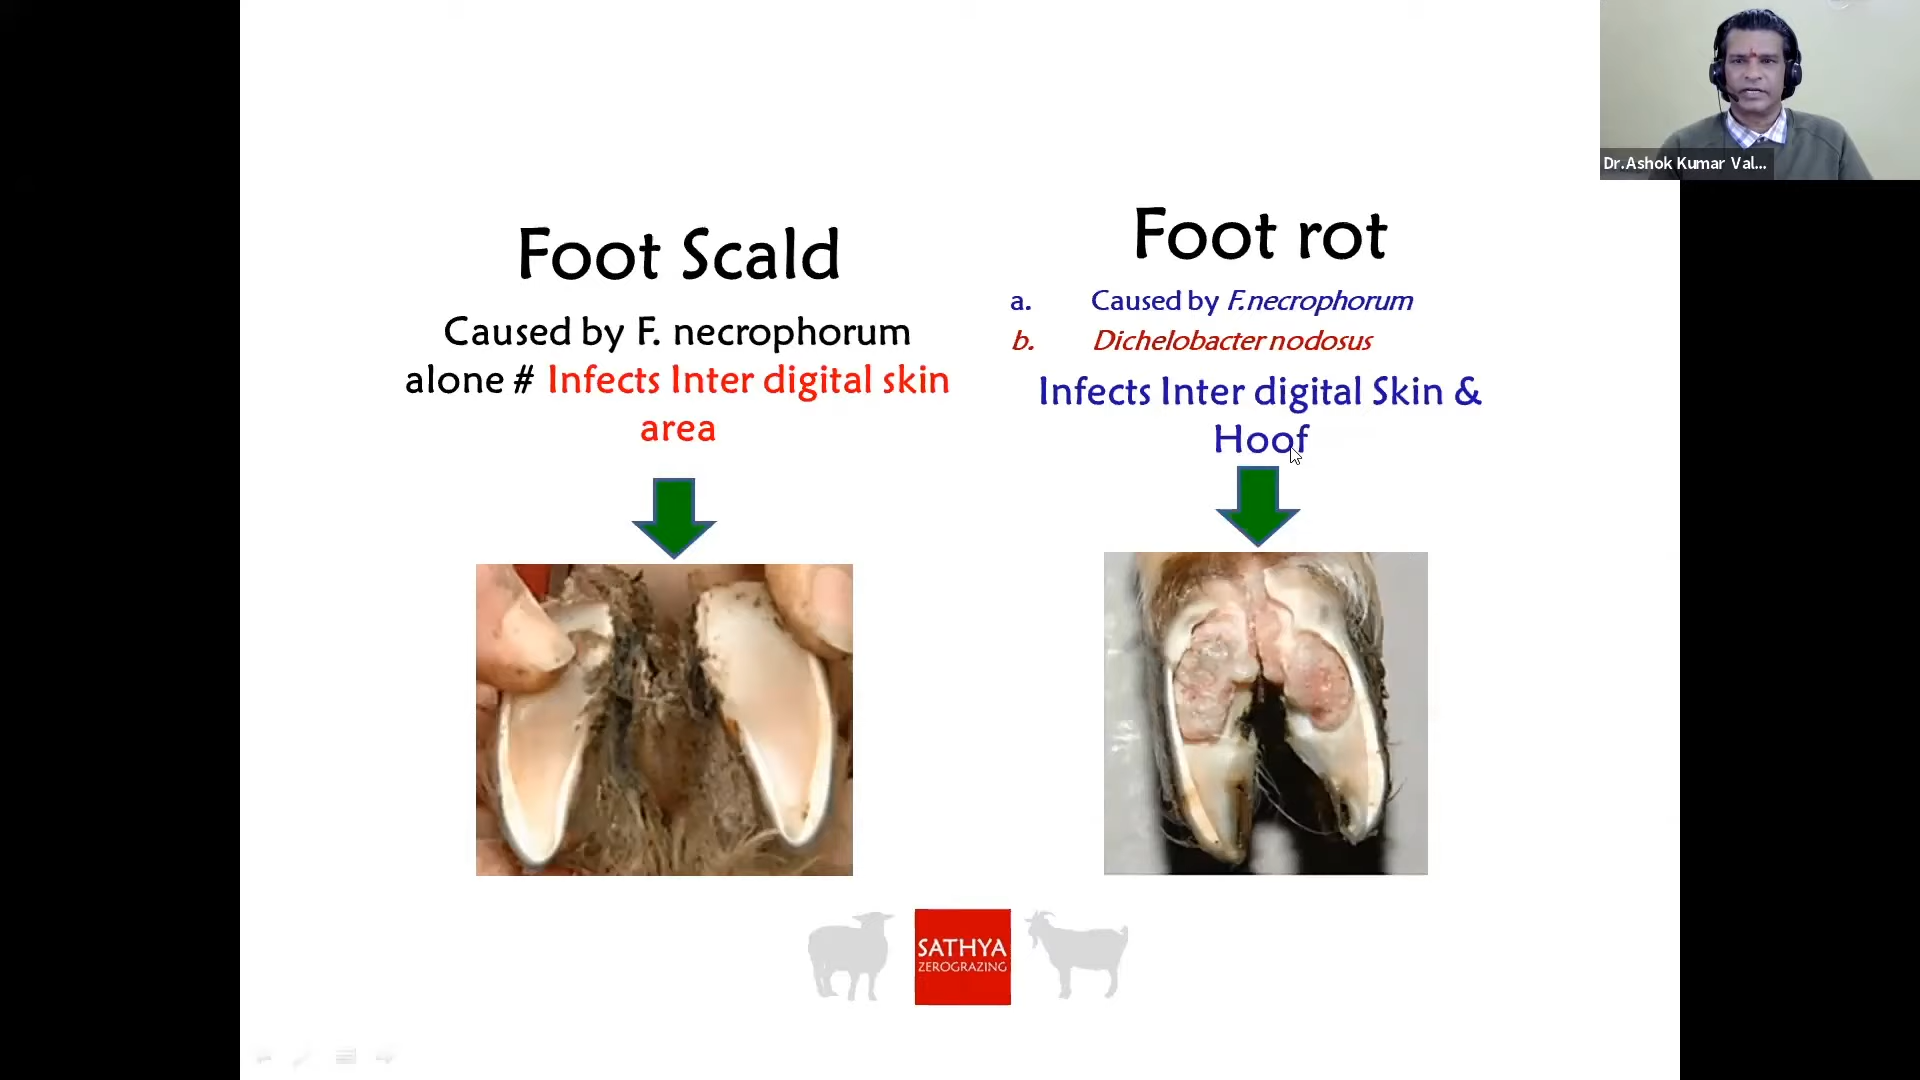 Dr.Ashok Kumar Val...
Foot Scald
Caused by F. necrophorum
alone # Infects Inter digital skin
area
Foot rot
a. Caused by F.necrophorum
b. Dichelobacter nodosus
Infects Inter digital Skin &
Hoof
SATHYA
ZEROGRAZING